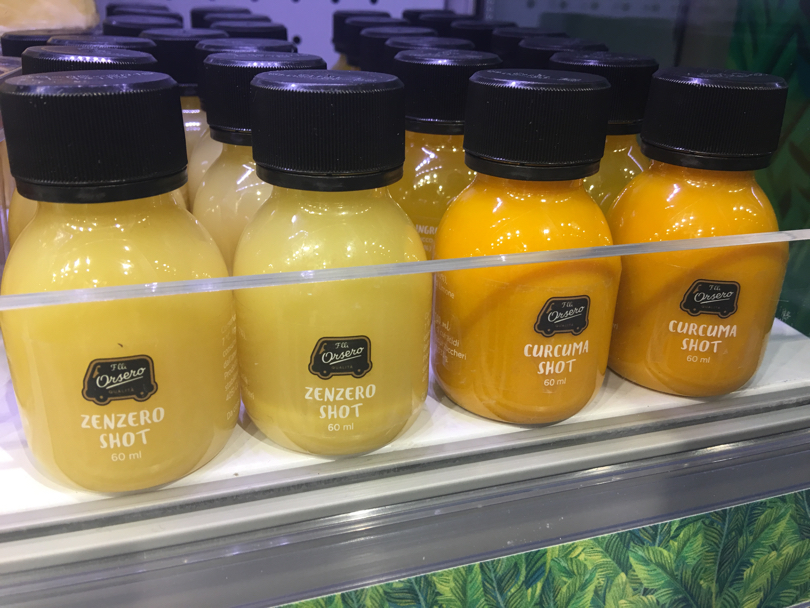 F.lli
Orsero
ZENZERO
SHOT
60 ml
F.lli
Orsero
ZENZERO
SHOT
60 ml
F.lli
Orsero
CURCUMA
SHOT
60 ml
F.lli
Orsero
CURCUMA
SHOT
60 ml